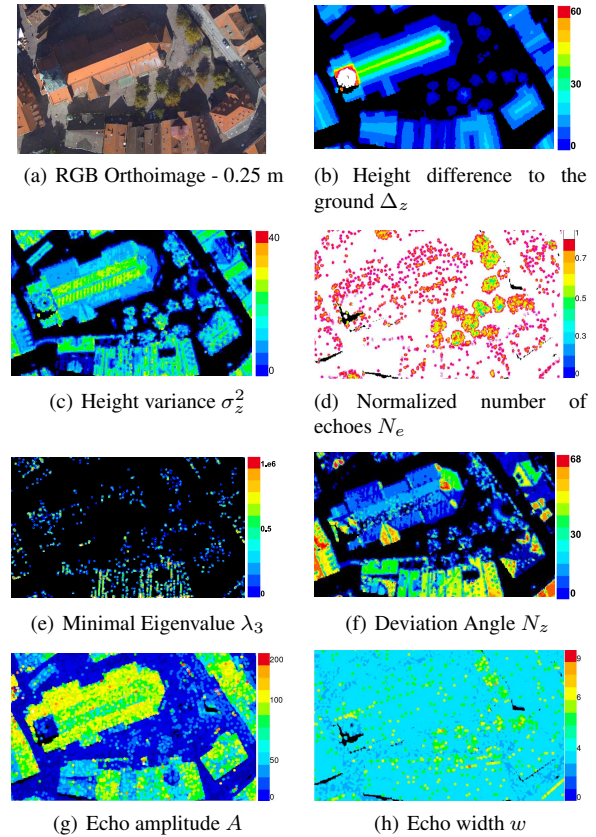 60
30
0
(a) RGB Orthoimage - 0.25 m
(b) Height difference to the
ground Δz
40
20
0
1
0.7
0.5
0.3
0
(c) Height variance σ²z
(d) Normalized number of
echoes Ne
1.e6
0.5
0
68
30
0
(e) Minimal Eigenvalue λ3
(f) Deviation Angle Nz
200
100
50
0
9
6
4
0
(g) Echo amplitude A
(h) Echo width w